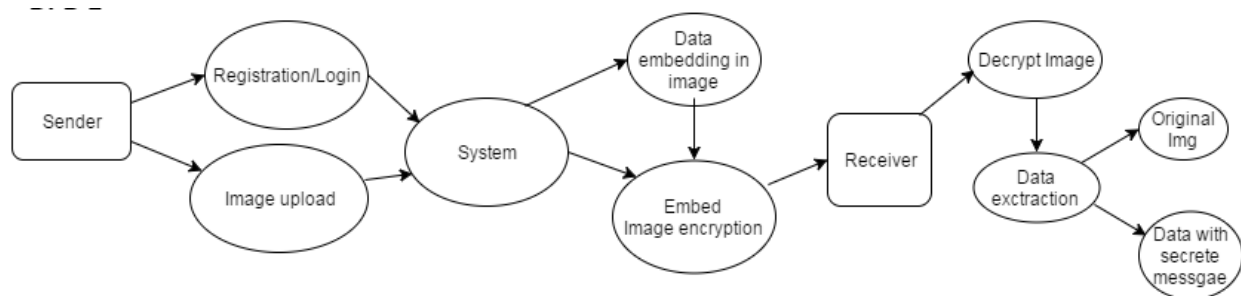 Sender
Registration/Login
Image upload
System
Data
embedding in
image
Embed
Image encryption
Receiver
Decrypt Image
Data
exctraction
Original
Img
Data with
secrete
messgae